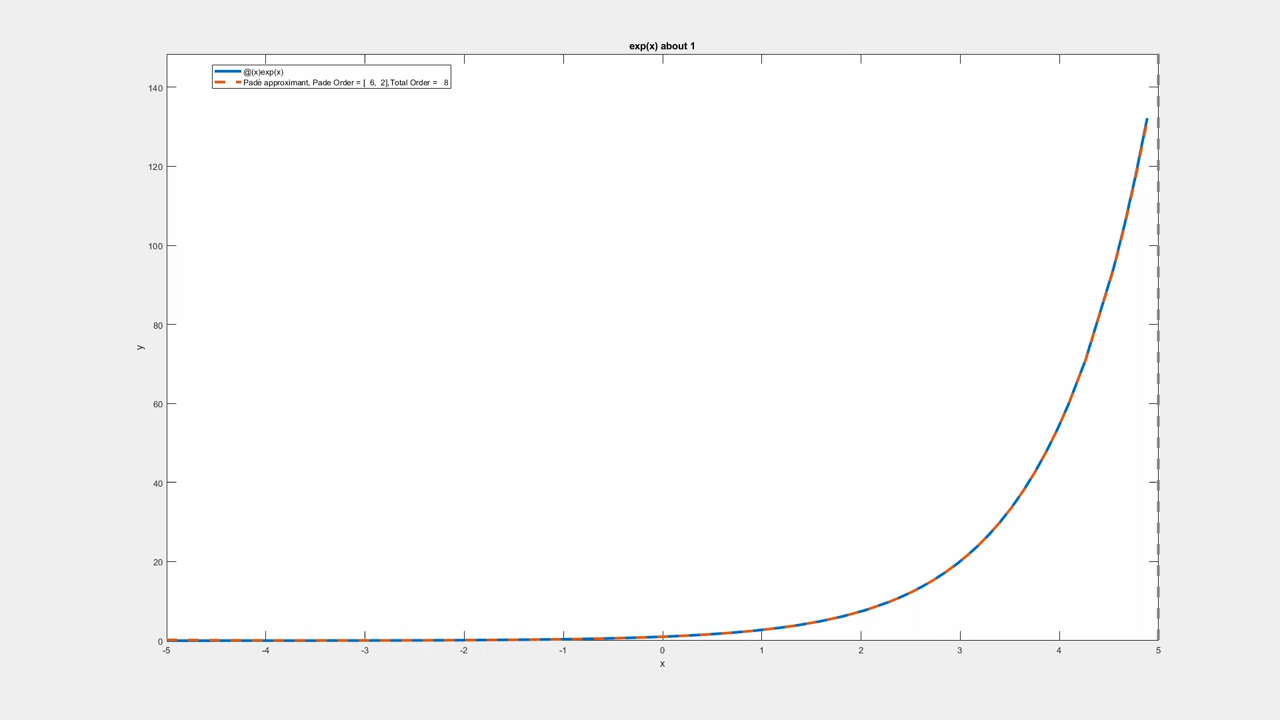 exp(x) about 1
@(x)exp(x)
Pade approximant, Pade Order = [ 6, 2],Total Order = 8
140
120
100
80
60
40
20
0
y
-5 -4 -3 -2 -1 0 1 2 3 4 5
x